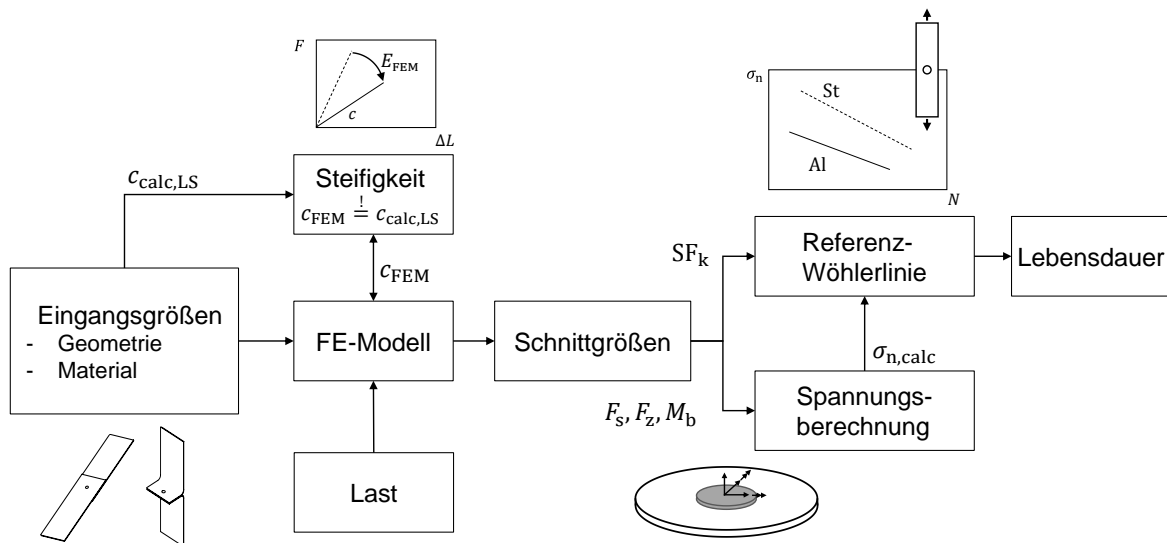 F
E_FEM
c
ΔL
σ_n
St
Al
N
c_calc,LS
Steifigkeit
c_FEM =! c_calc,LS
c_FEM
SF_k
Referenz-
Wöhlerlinie
Lebensdauer
Eingangsgrößen
- Geometrie
- Material
FE-Modell
Schnittgrößen
σ_n,calc
F_s, F_z, M_b
Spannungs-
berechnung
Last